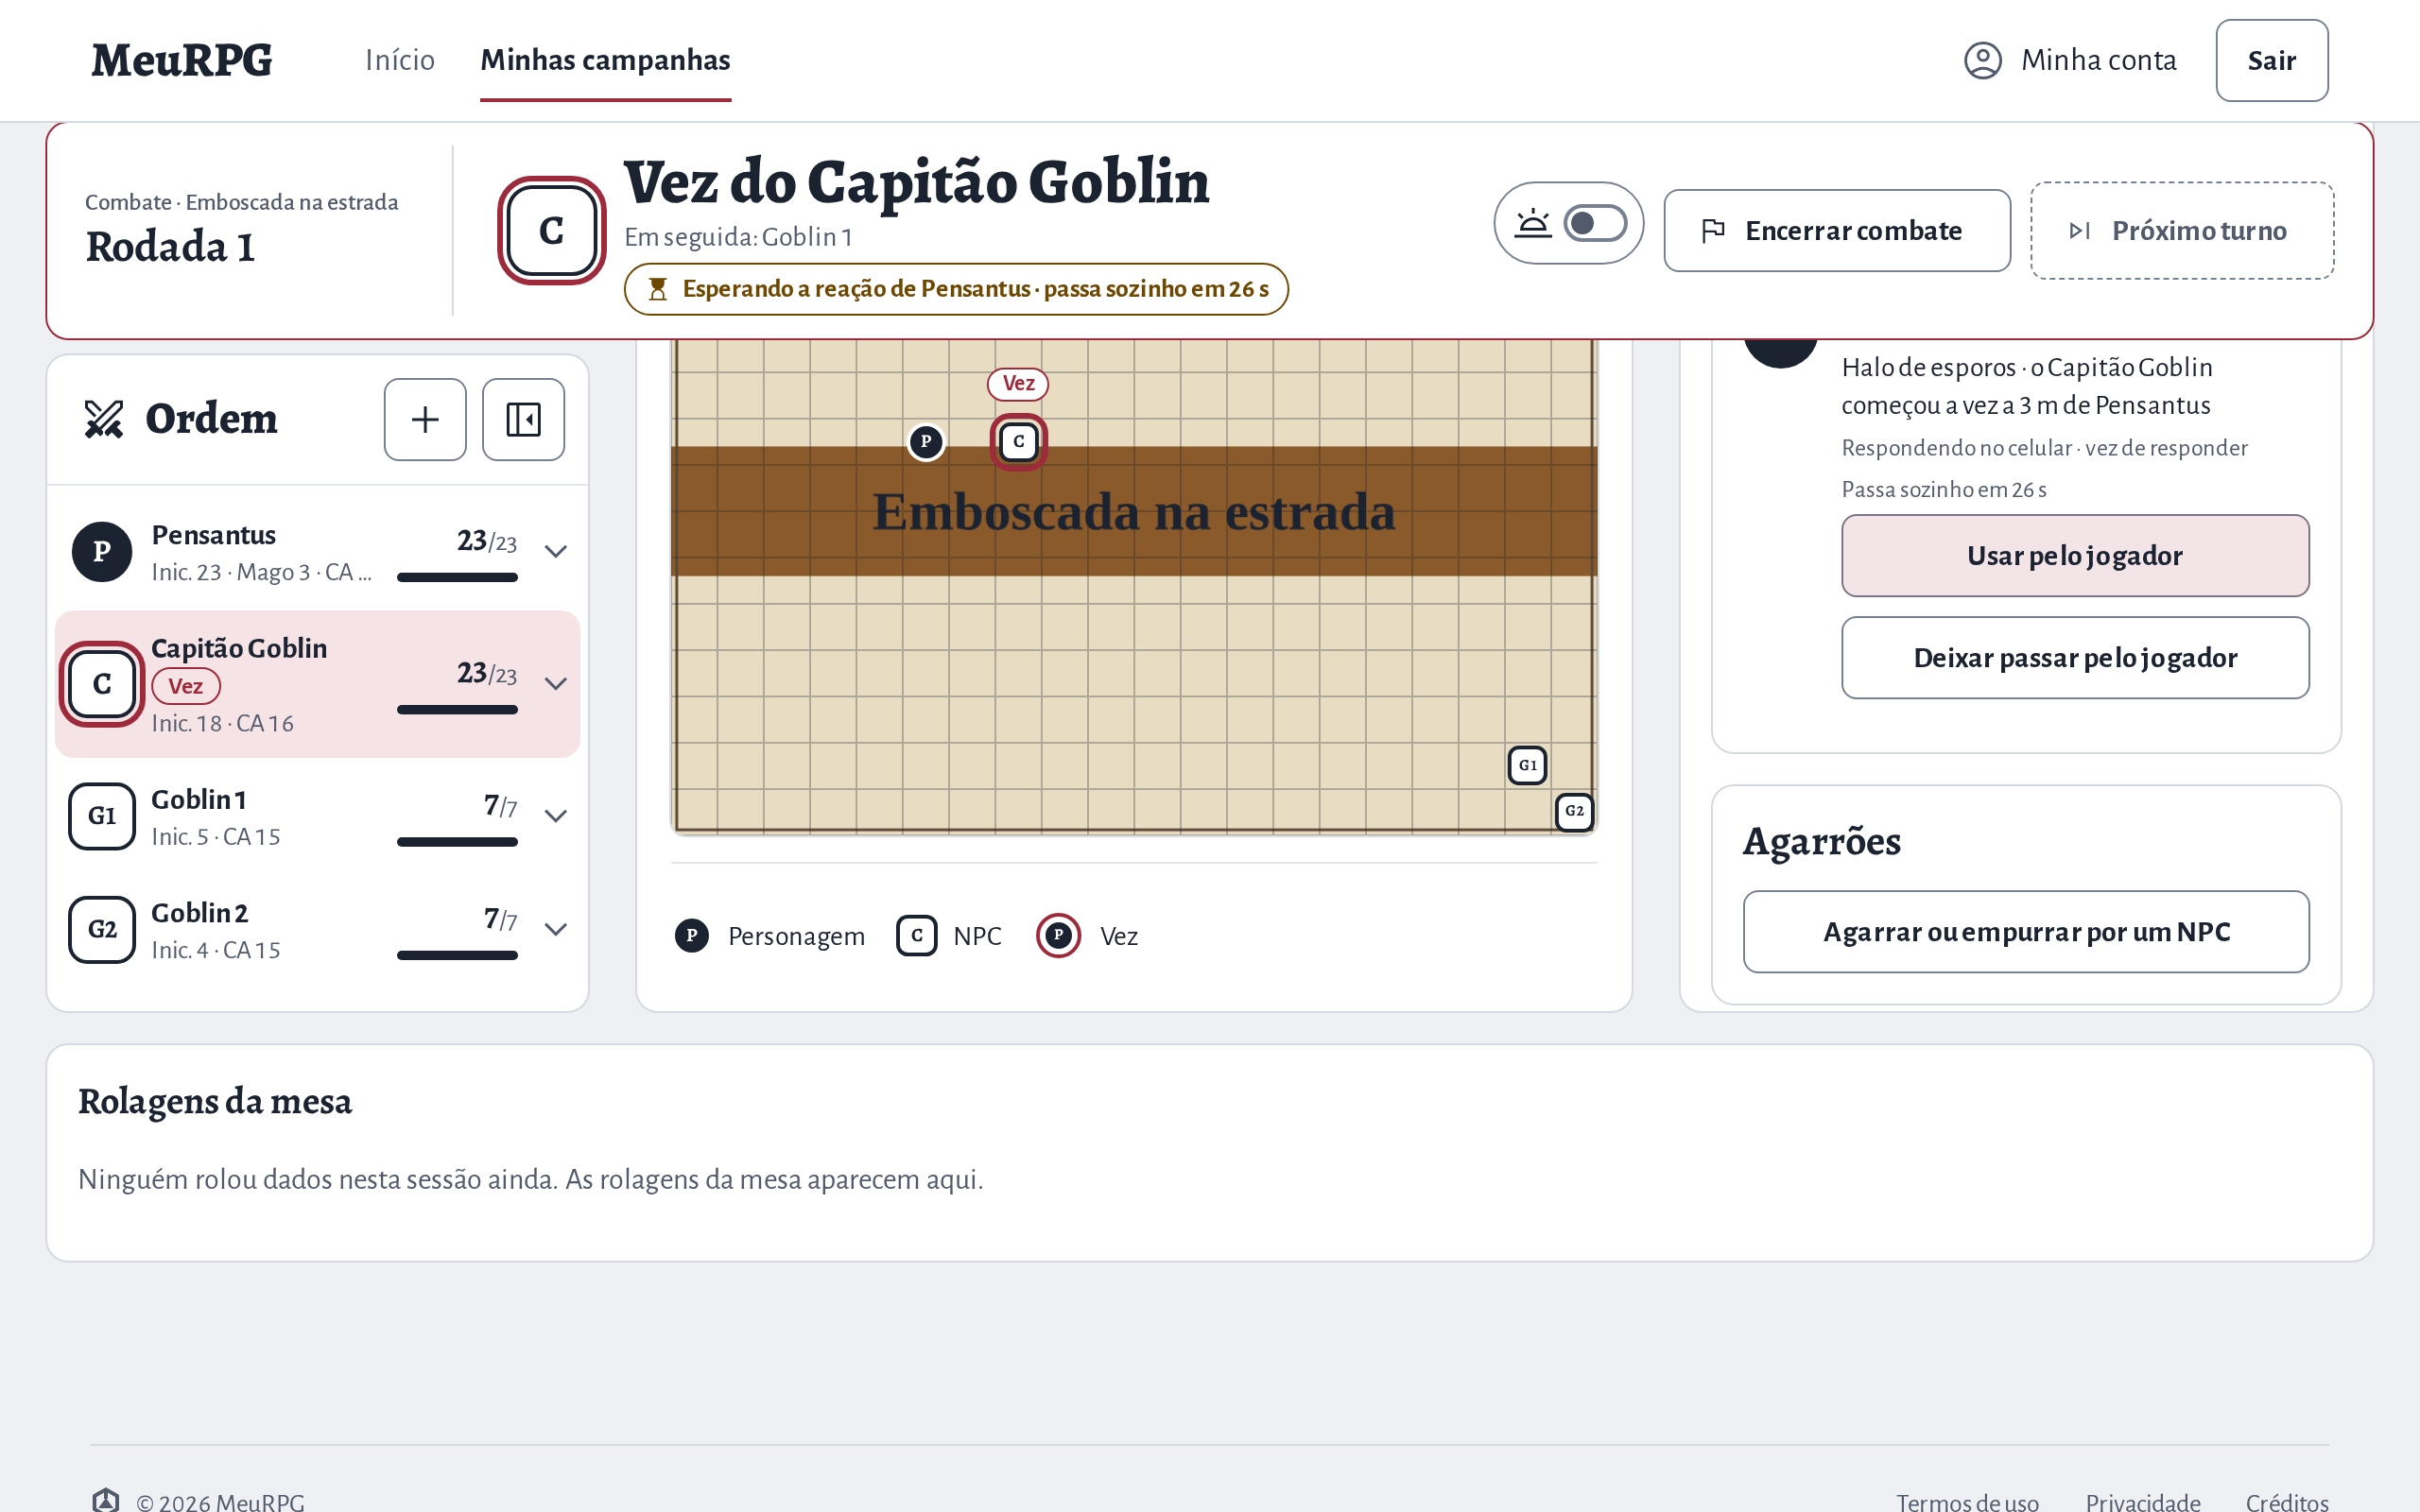 MeuRPG
Início
Minhas campanhas
Minha conta
Sair
Combate · Emboscada na estrada
Rodada 1
C
Vez do Capitão Goblin
Em seguida: Goblin 1
Esperando a reação de Pensantus · passa sozinho em 26 s
Encerrar combate
Próximo turno
Ordem
P
Pensantus
Inic. 23 · Mago 3 · CA ...
23/23
C
Capitão Goblin
Vez
Inic. 18 · CA 16
23/23
G1
Goblin 1
Inic. 5 · CA 15
7/7
G2
Goblin 2
Inic. 4 · CA 15
7/7
Vez
P
C
Emboscada na estrada
G1
G2
P Personagem
C NPC
P Vez
Halo de esporos · o Capitão Goblin
começou a vez a 3 m de Pensantus
Respondendo no celular · vez de responder
Passa sozinho em 26 s
Usar pelo jogador
Deixar passar pelo jogador
Agarrões
Agarrar ou empurrar por um NPC
Rolagens da mesa
Ninguém rolou dados nesta sessão ainda. As rolagens da mesa aparecem aqui.
© 2026 MeuRPG
Termos de uso
Privacidade
Créditos